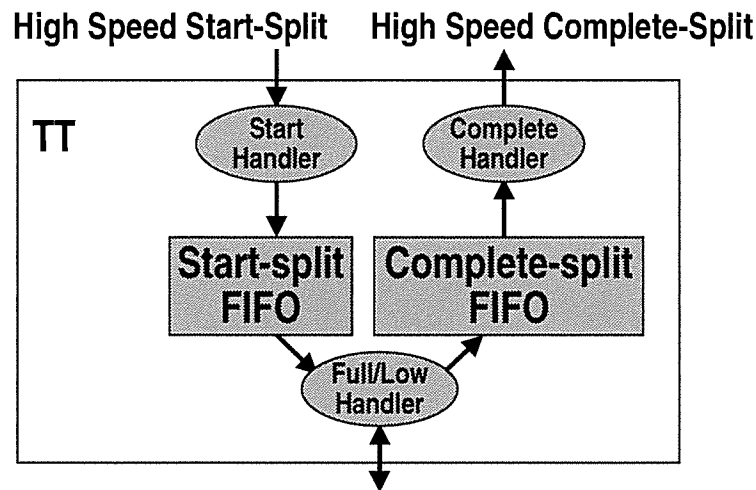 High Speed Start-Split High Speed Complete-Split
TT
Start
Handler
Complete
Handler
Start-split
FIFO
Complete-split
FIFO
Full/Low
Handler